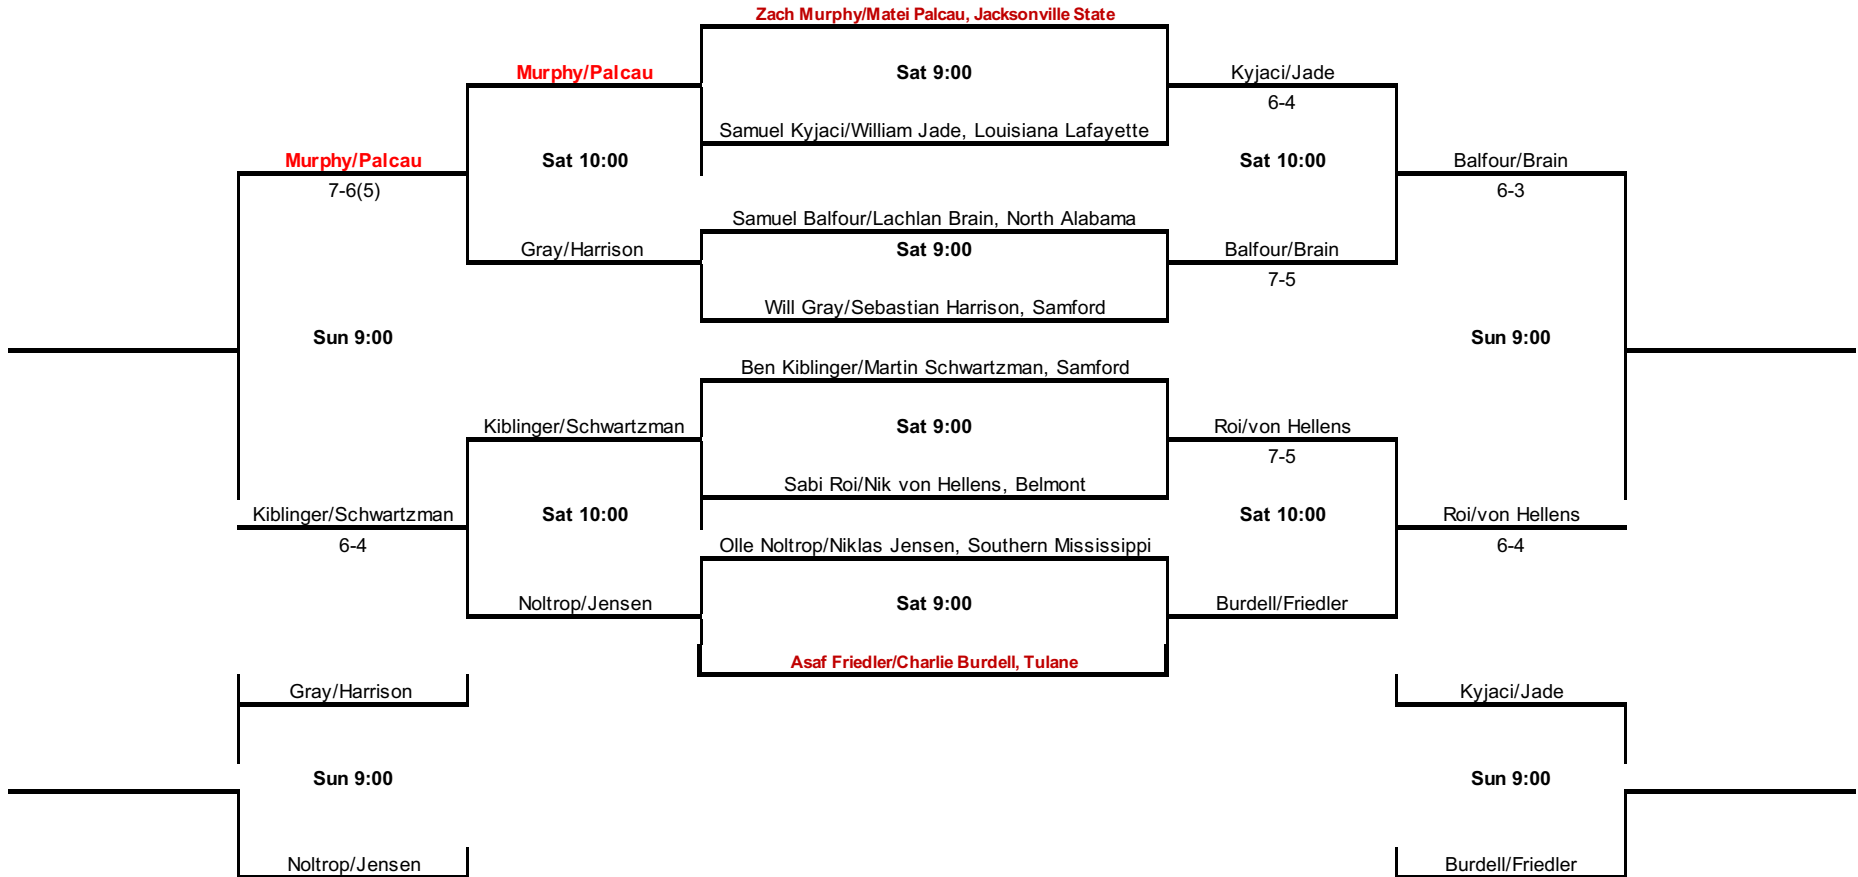 Zach Murphy/Matei Palcau, Jacksonville State
Murphy/Palcau
Sat 9:00
Kyjaci/Jade
6-4
Samuel Kyjaci/William Jade, Louisiana Lafayette
Murphy/Palcau
Sat 10:00
Sat 10:00
Balfour/Brain
7-6(5)
6-3
Samuel Balfour/Lachlan Brain, North Alabama
Gray/Harrison
Sat 9:00
Balfour/Brain
7-5
Will Gray/Sebastian Harrison, Samford
Sun 9:00
Sun 9:00
Ben Kiblinger/Martin Schwartzman, Samford
Kiblinger/Schwartzman
Sat 9:00
Roi/von Hellens
7-5
Sabi Roi/Nik von Hellens, Belmont
Kiblinger/Schwartzman
Sat 10:00
Sat 10:00
Roi/von Hellens
6-4
Olle Noltrop/Niklas Jensen, Southern Mississippi
6-4
Noltrop/Jensen
Sat 9:00
Burdell/Friedler
Asaf Friedler/Charlie Burdell, Tulane
Gray/Harrison
Kyjaci/Jade
Sun 9:00
Sun 9:00
Noltrop/Jensen
Burdell/Friedler